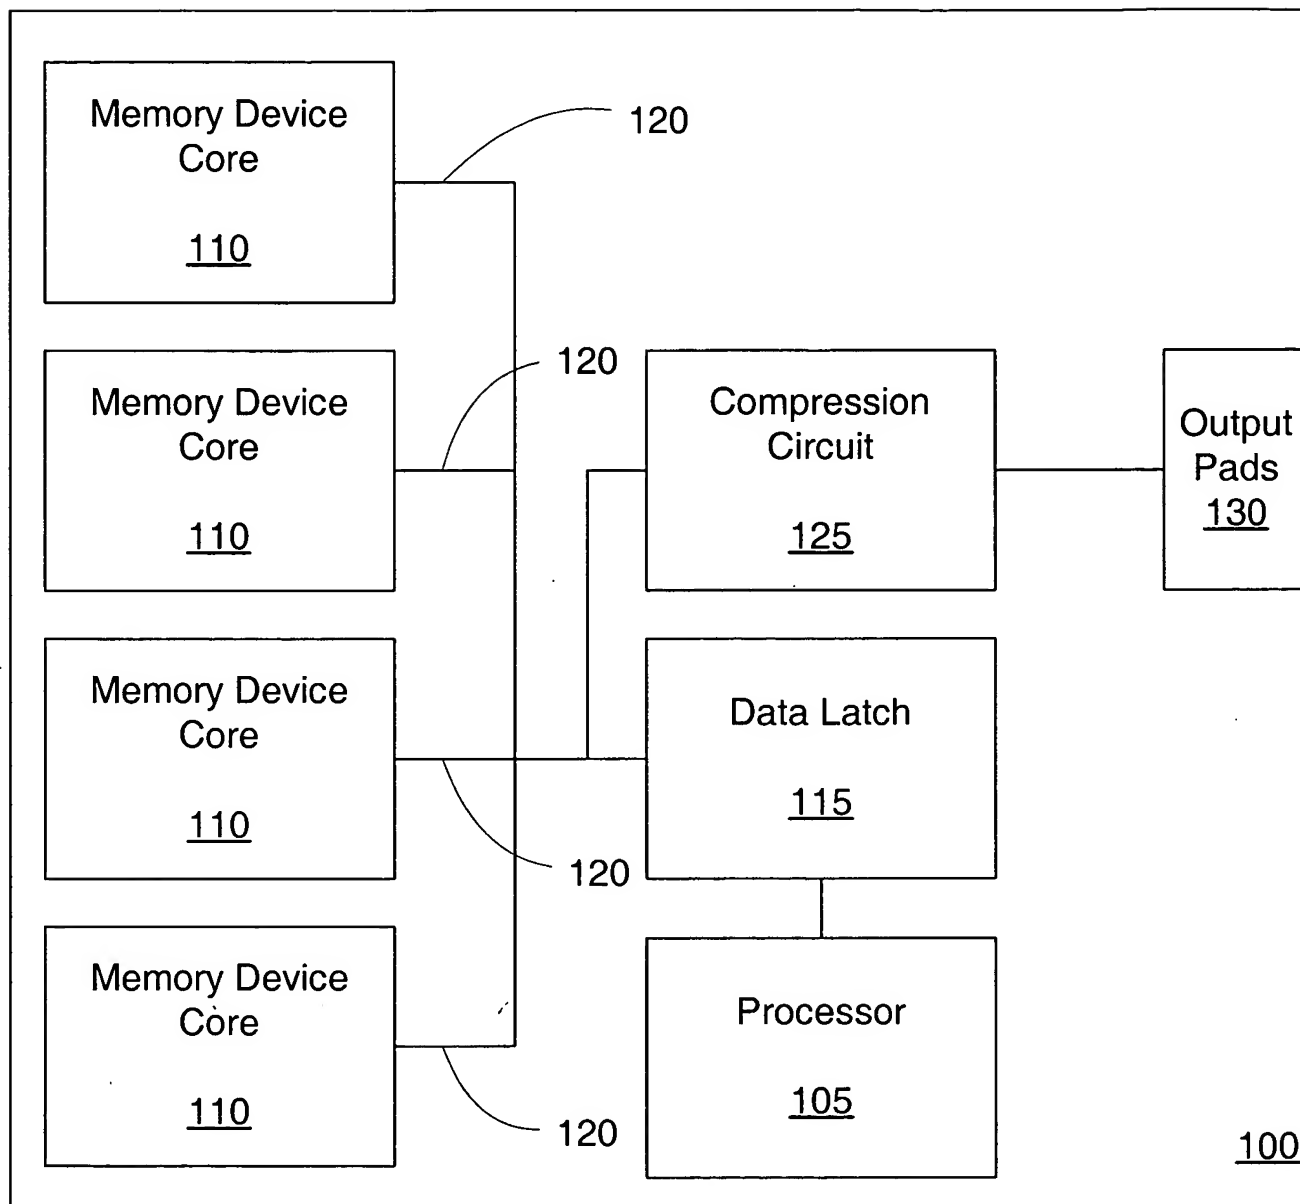 Memory Device
Core
110
120
Memory Device
Core
110
120
Compression
Circuit
125
Output
Pads
130
Memory Device
Core
110
120
Data Latch
115
Memory Device
Core
110
120
Processor
105
100